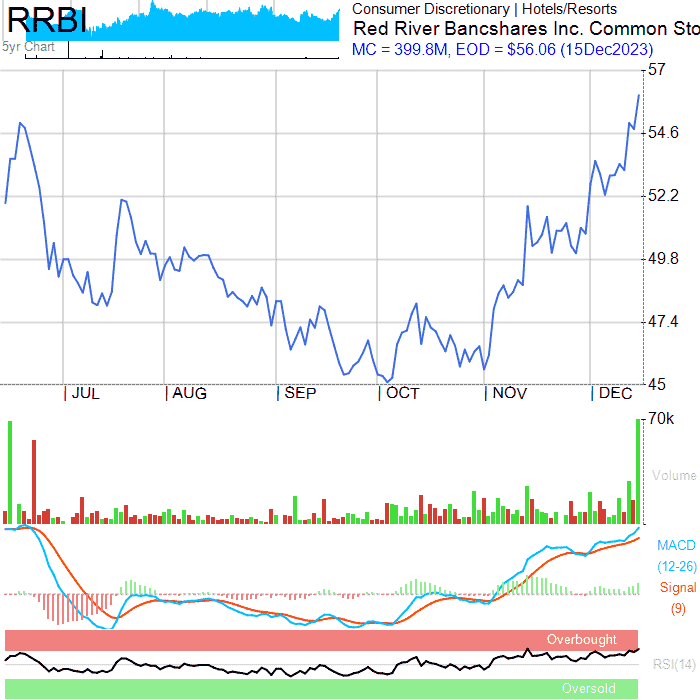 RRBI
Consumer Discretionary | Hotels/Resorts
Red River Bancshares Inc. Common Sto
MC = 399.8M, EOD = $56.06 (15Dec2023)
5yr Chart
57
54.6
52.2
49.8
47.4
45
| JUL | AUG | SEP | OCT | NOV | DEC
70k
Volume
MACD
(12-26)
Signal
(9)
Overbought
RSI(14)
Oversold